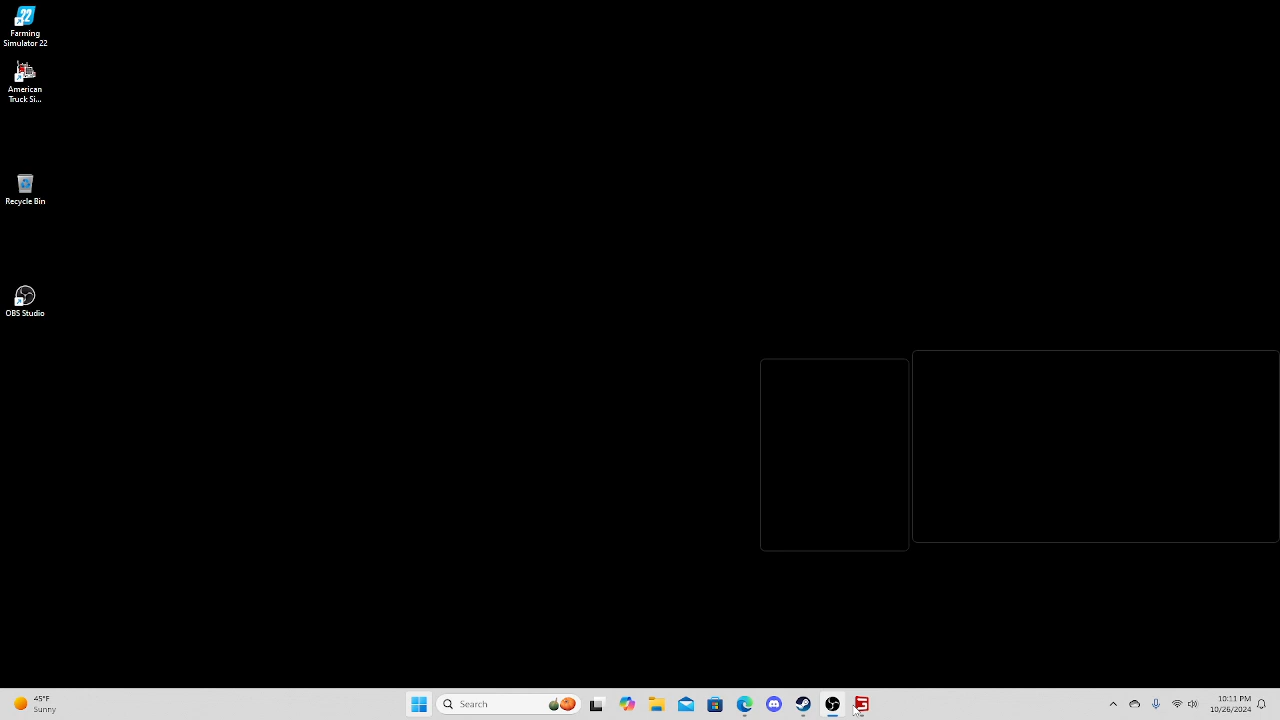 22
Farming
Simulator 22
American
Truck Si...
Recycle Bin
OBS Studio
45°F
Sunny
Search
10:11 PM
10/26/2024